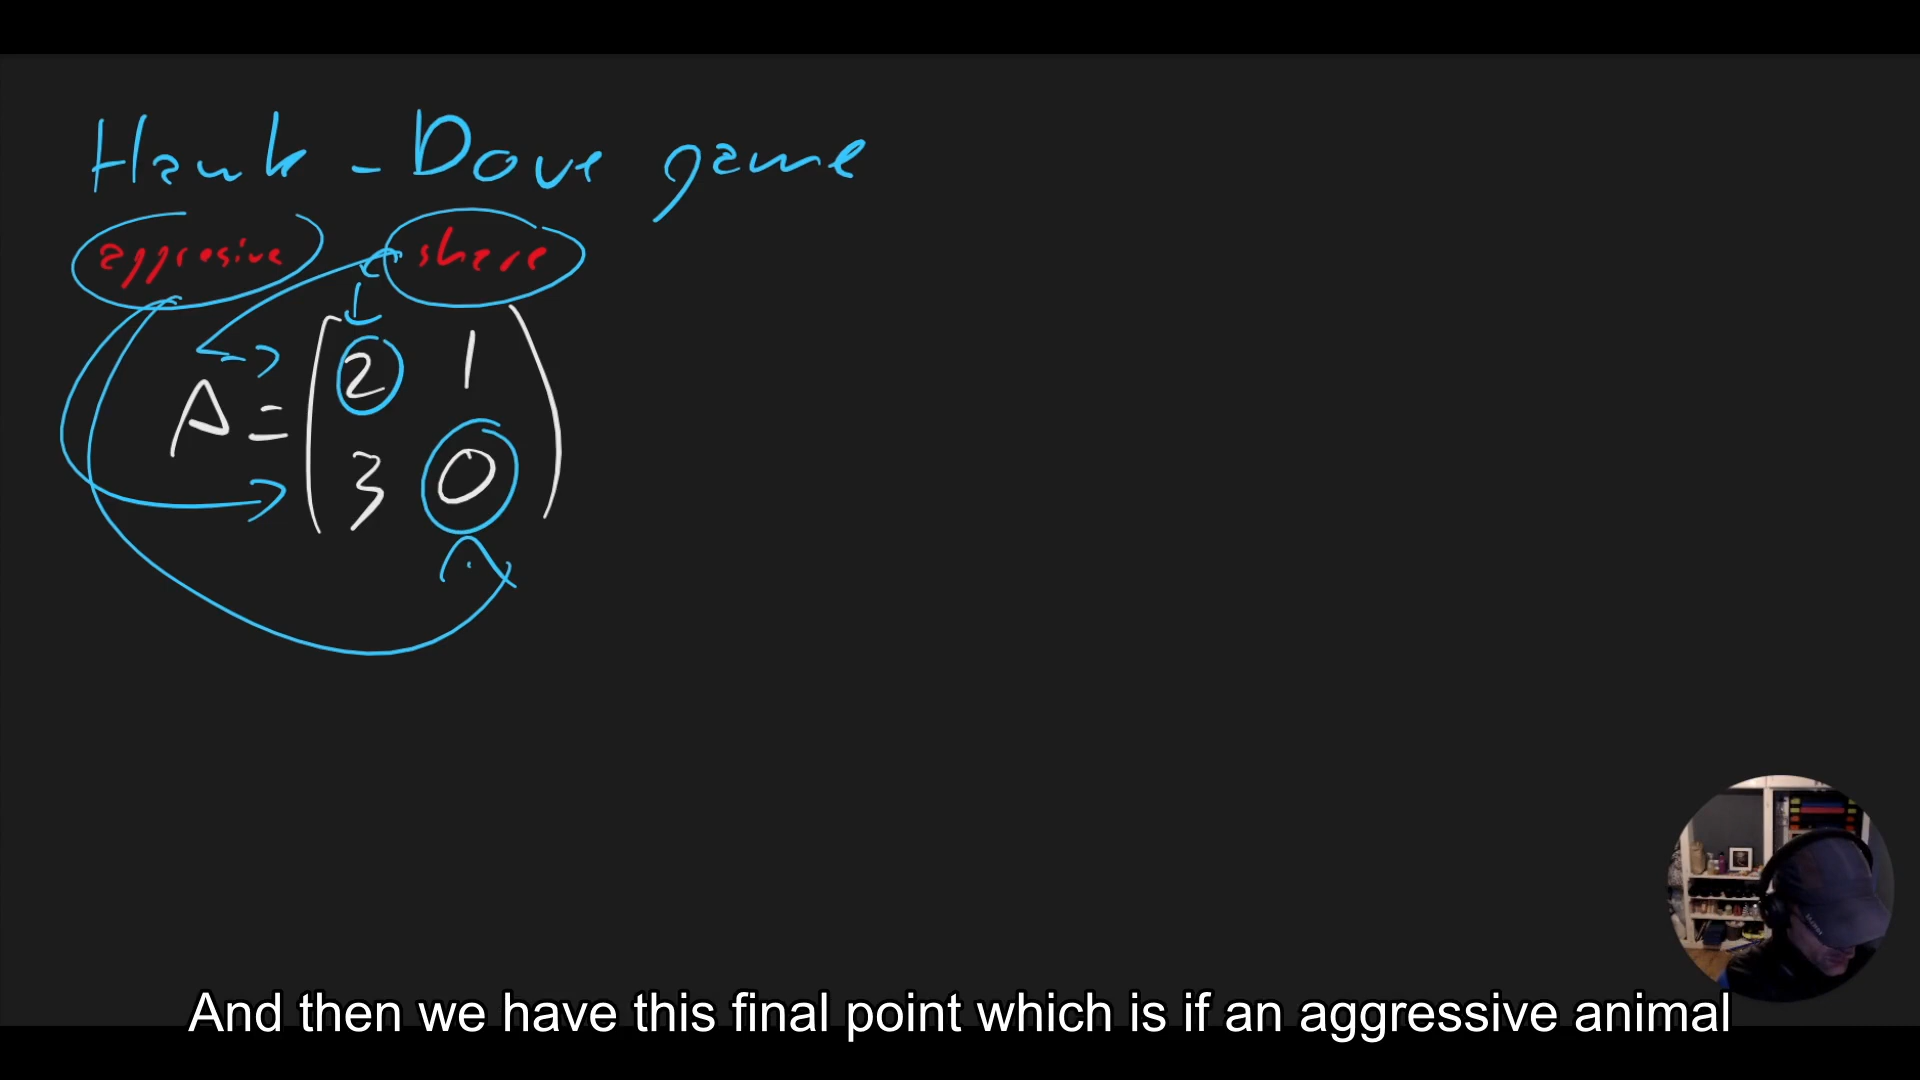 Hawk - Dove game
aggresive share
A = ( 2 1
3 0 )
And then we have this final point which is if an aggressive animal